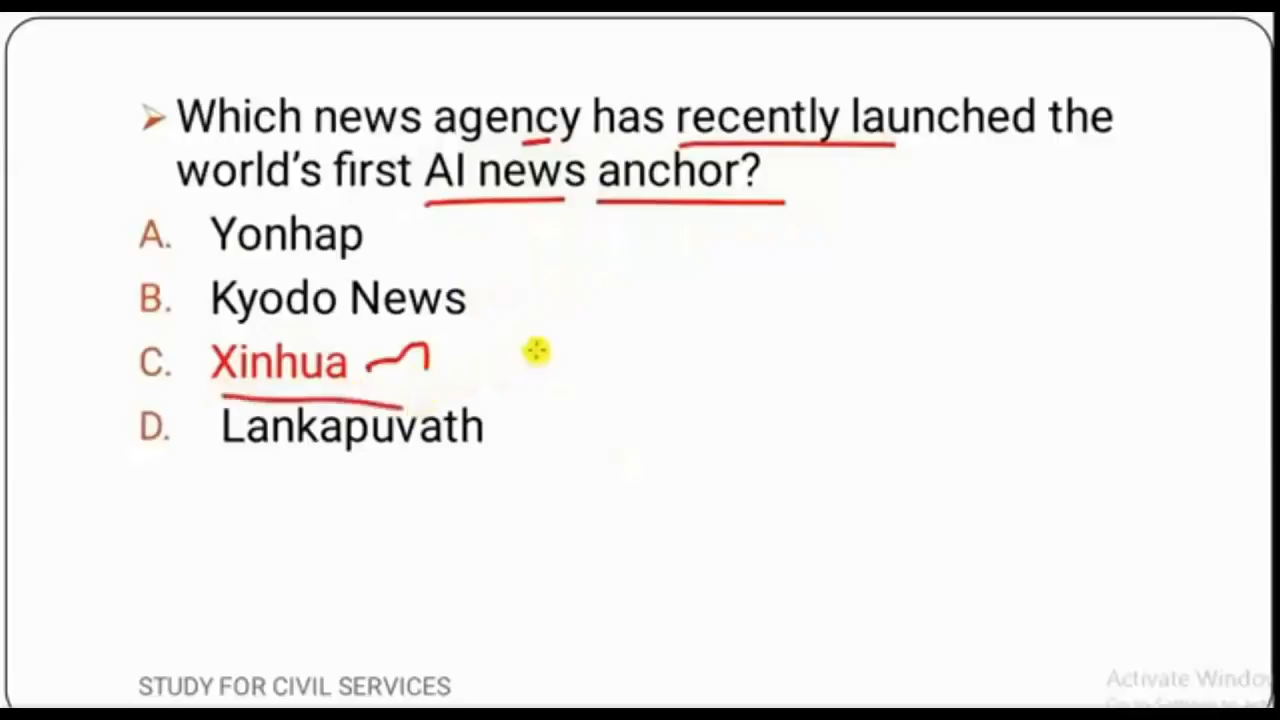 Which news agency has recently launched the
world's first AI news anchor?
A. Yonhap
B. Kyodo News
C. Xinhua
D. Lankapuvath
STUDY FOR CIVIL SERVICES
Activate